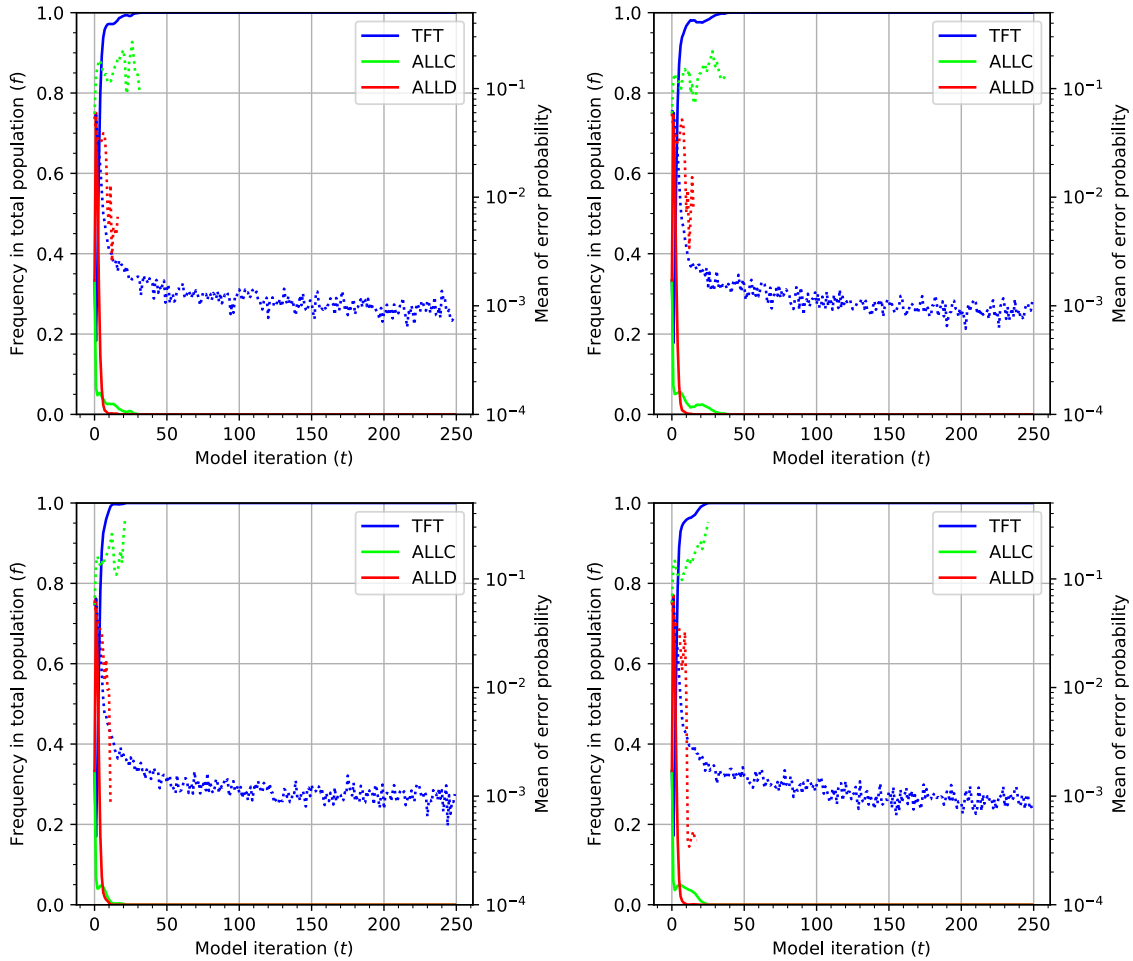 1.0
0.8
0.6
0.4
0.2
0.0
Frequency in total population (f)
0 50 100 150 200 250
Model iteration (t)
10⁻¹
10⁻²
10⁻³
10⁻⁴
Mean of error probability
TFT
ALLC
ALLD
1.0
0.8
0.6
0.4
0.2
0.0
Frequency in total population (f)
0 50 100 150 200 250
Model iteration (t)
10⁻¹
10⁻²
10⁻³
10⁻⁴
Mean of error probability
TFT
ALLC
ALLD
1.0
0.8
0.6
0.4
0.2
0.0
Frequency in total population (f)
0 50 100 150 200 250
Model iteration (t)
10⁻¹
10⁻²
10⁻³
10⁻⁴
Mean of error probability
TFT
ALLC
ALLD
1.0
0.8
0.6
0.4
0.2
0.0
Frequency in total population (f)
0 50 100 150 200 250
Model iteration (t)
10⁻¹
10⁻²
10⁻³
10⁻⁴
Mean of error probability
TFT
ALLC
ALLD